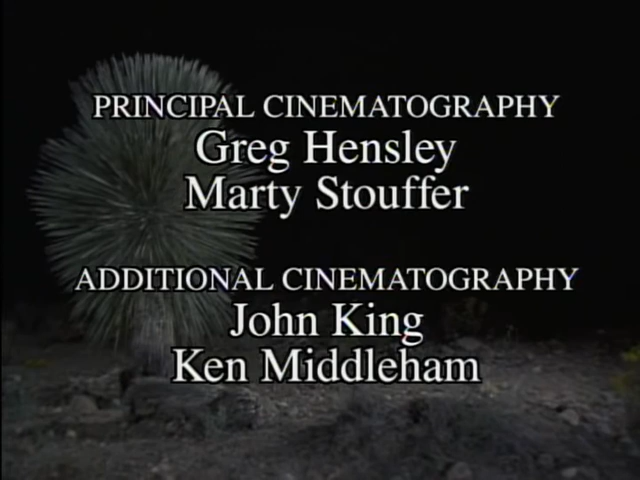 PRINCIPAL CINEMATOGRAPHY
Greg Hensley
Marty Stouffer
ADDITIONAL CINEMATOGRAPHY
John King
Ken Middleham